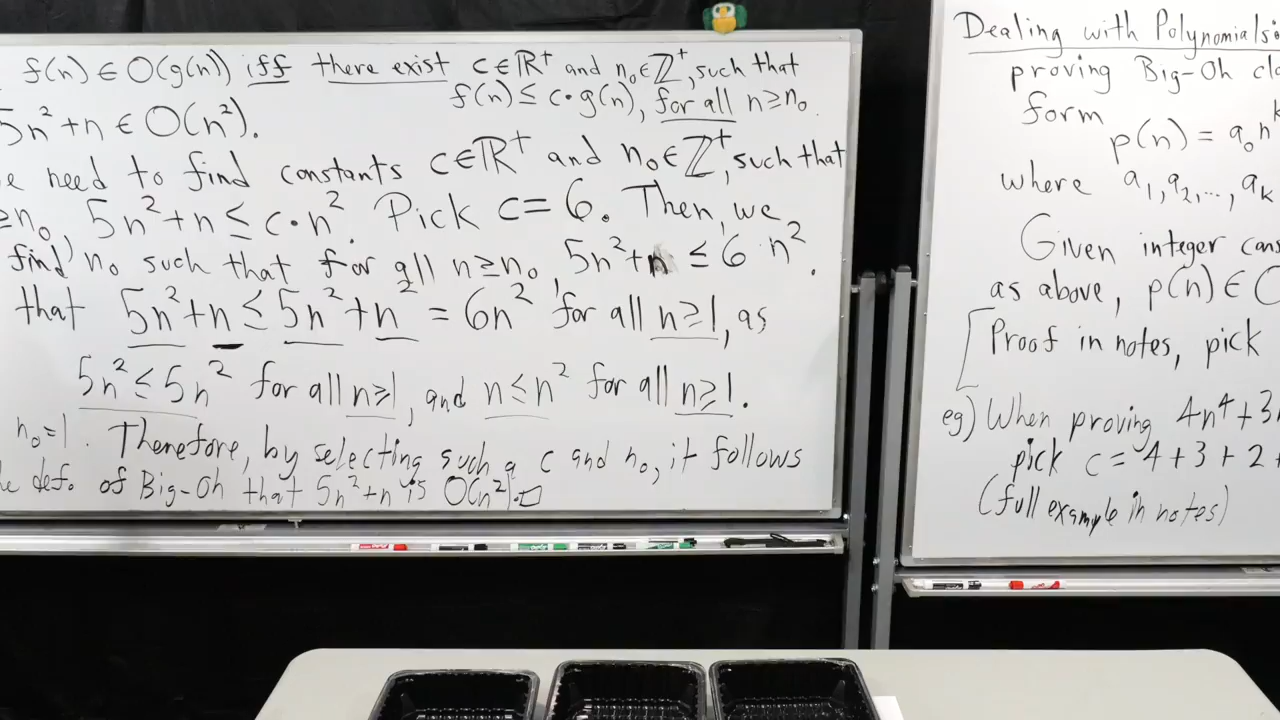 f(n) ∈ O(g(n)) iff there exist c∈ℝ⁺ and n₀∈ℤ⁺, such that
f(n) ≤ c·g(n), for all n≥n₀.
5n²+n ∈ O(n²).
need to find constants c∈ℝ⁺ and n₀∈ℤ⁺, such that
≥n₀, 5n²+n ≤ c·n². Pick c=6. Then, we
find n₀ such that for all n≥n₀, 5n²+n ≤ 6 n².
that 5n²+n ≤ 5n²+n² = 6n² for all n≥1, as
5n² ≤ 5n² for all n≥1, and n≤n² for all n≥1.
n₀=1. Therefore, by selecting such a c and n₀, it follows
def. of Big-Oh that 5n²+n is O(n²). □
Dealing with Polynomials:
proving Big-Oh
form
p(n) = a₀n
where a₁,a₂,..., aₖ
Given integer
as above, p(n) ∈
[Proof in notes, pick
eg) When proving 4n⁴+3
pick c = 4+3+2+
(full example in notes)